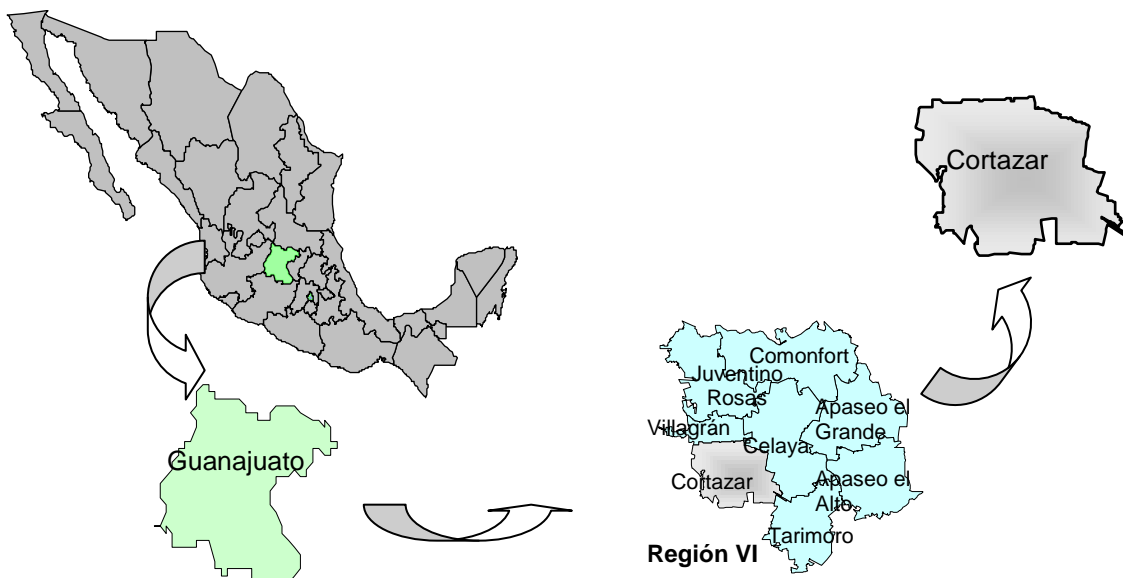 Cortazar
Guanajuato
Comonfort
Juventino
Rosas
Apaseo el
Grande
Villagrán
Celaya
Cortazar
Apaseo el
Alto
Tarimoro
Región VI